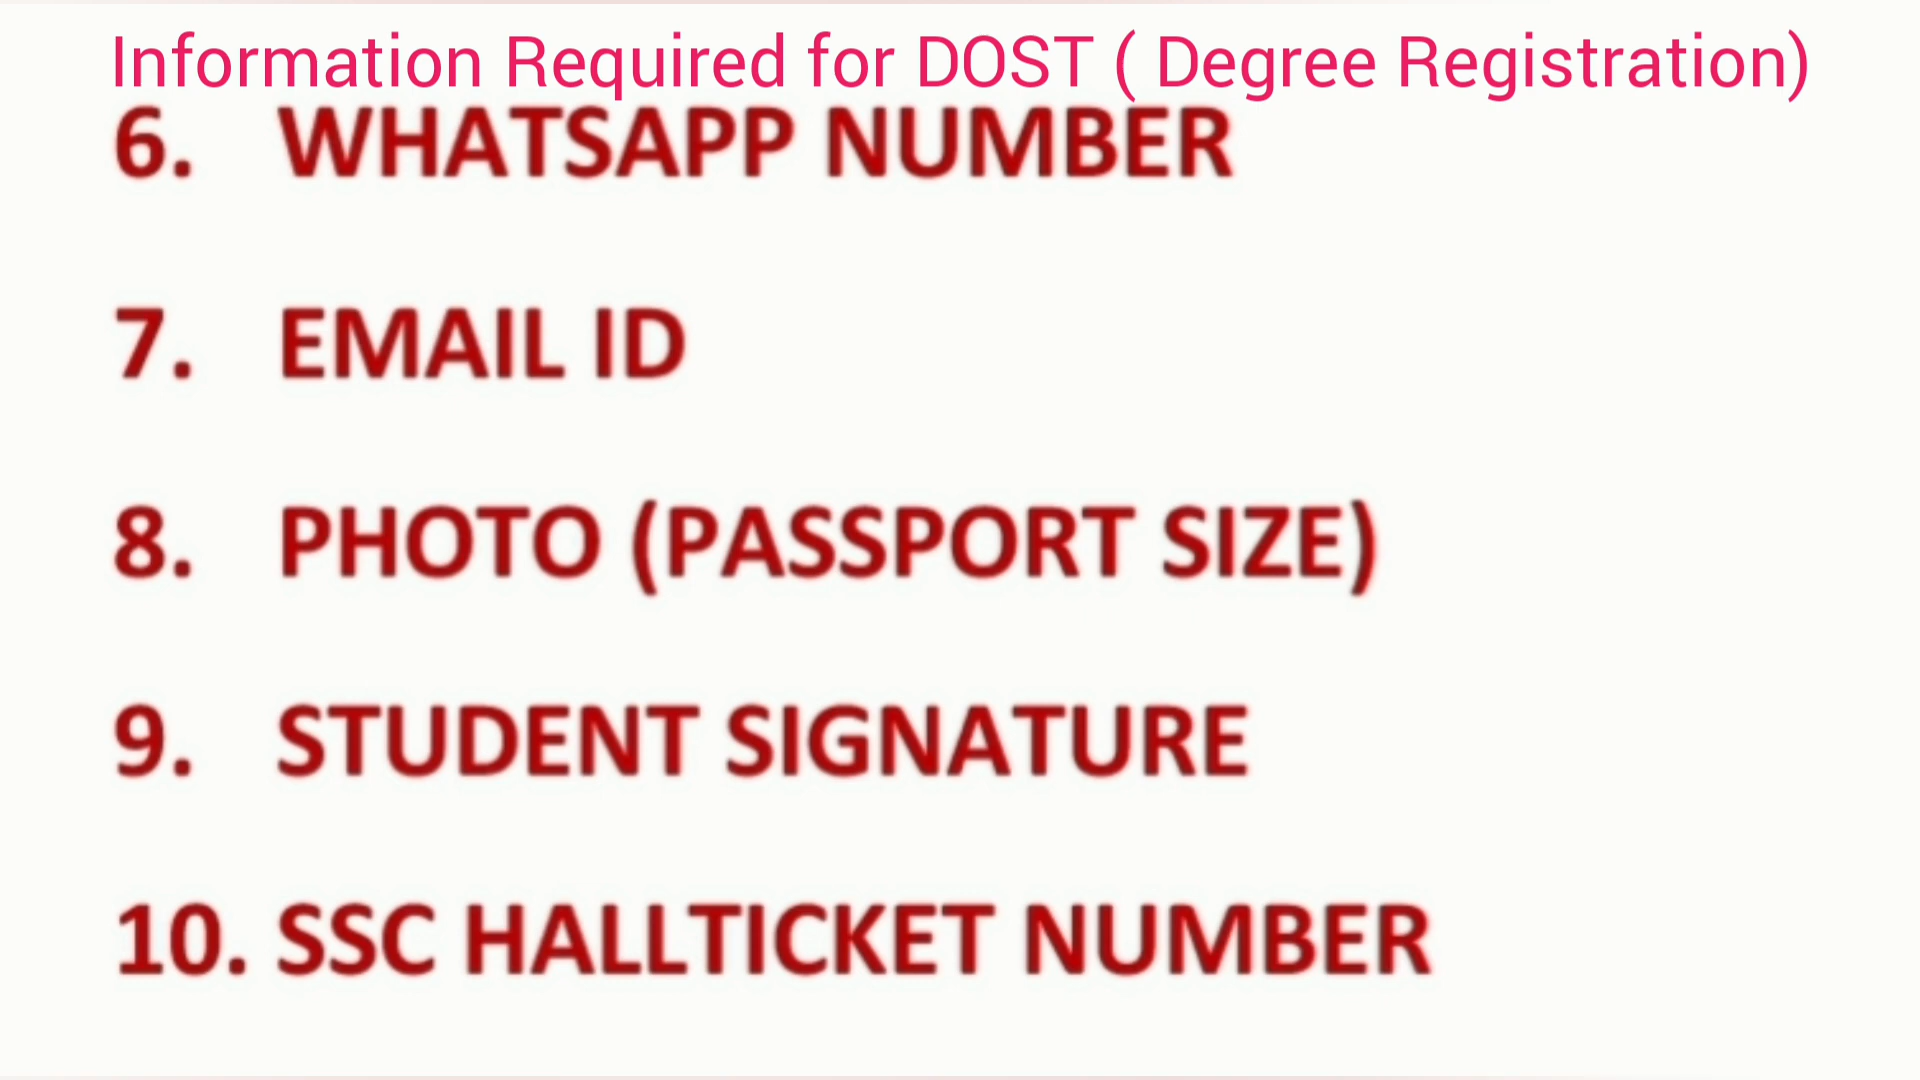 Information Required for DOST ( Degree Registration)
6. WHATSAPP NUMBER
7. EMAIL ID
8. PHOTO (PASSPORT SIZE)
9. STUDENT SIGNATURE
10. SSC HALLTICKET NUMBER